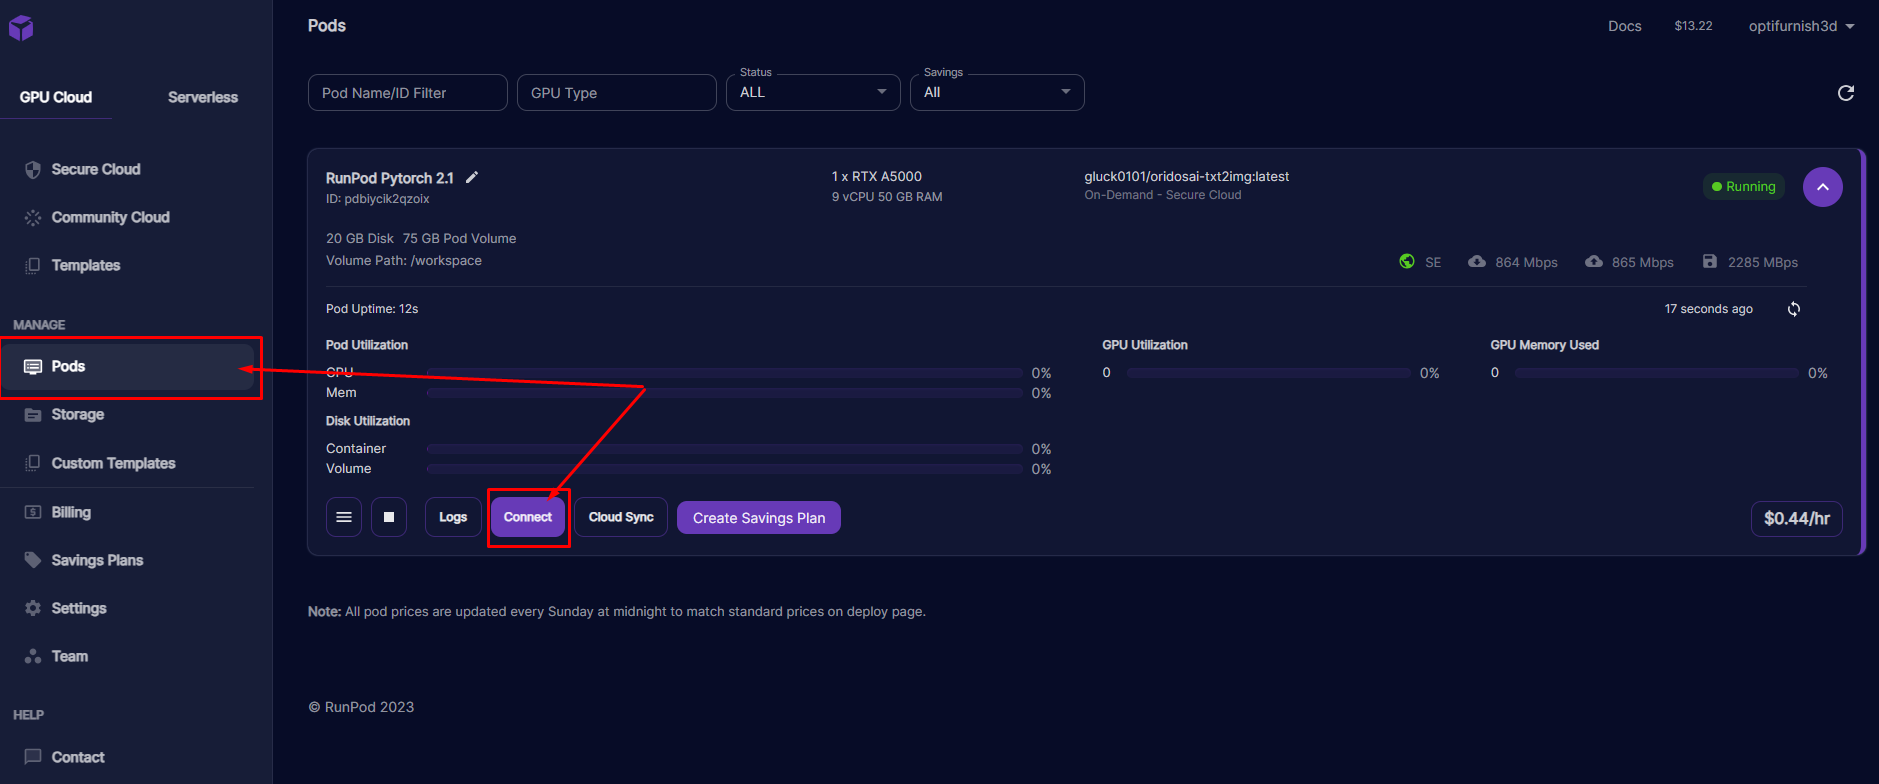 Pods
Docs
$13.22
optifurnish3d
GPU Cloud
Serverless
Pod Name/ID Filter
GPU Type
Status
ALL
Savings
All
Secure Cloud
Community Cloud
Templates
MANAGE
Pods
Storage
Custom Templates
Billing
Savings Plans
Settings
Team
HELP
Contact
RunPod Pytorch 2.1
ID: pdbiycik2qzoix
1 x RTX A5000
9 vCPU 50 GB RAM
gluck0101/oridosai-txt2img:latest
On-Demand - Secure Cloud
Running
20 GB Disk 75 GB Pod Volume
Volume Path: /workspace
SE
864 Mbps
865 Mbps
2285 MBps
Pod Uptime: 12s
17 seconds ago
Pod Utilization
CPU
0%
Mem
0%
Disk Utilization
Container
0%
Volume
0%
GPU Utilization
0
0%
GPU Memory Used
0
0%
Logs
Connect
Cloud Sync
Create Savings Plan
$0.44/hr
Note: All pod prices are updated every Sunday at midnight to match standard prices on deploy page.
© RunPod 2023